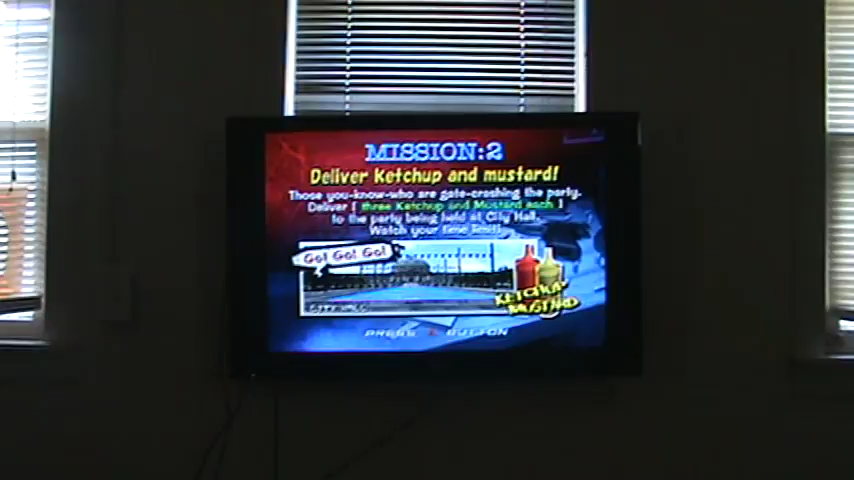 MISSION:2
Deliver Ketchup and mustard!
Those you-know-who are gate-crashing the party.
Deliver [ three Ketchup and Mustard each ]
to the party being held at City Hall.
Watch your time limit!
Go! Go! Go!
KETCHUP
MUSTARD
CITY HALL
PRESS A BUTTON